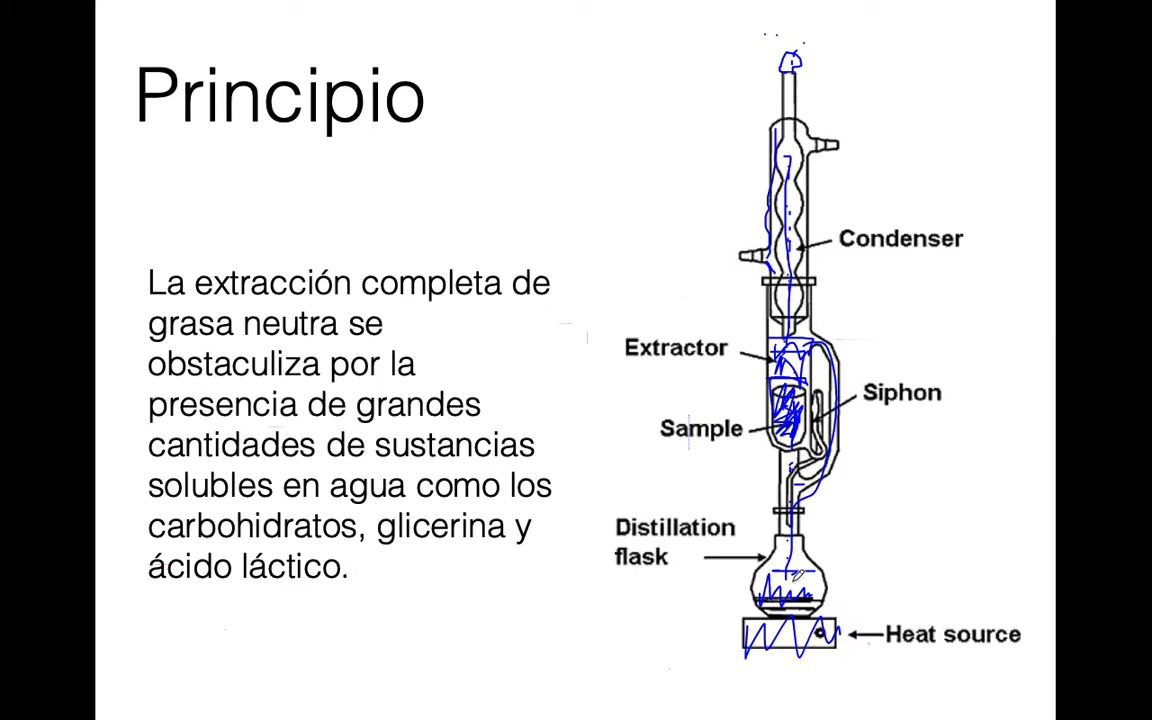 Principio
La extracción completa de
grasa neutra se
obstaculiza por la
presencia de grandes
cantidades de sustancias
solubles en agua como los
carbohidratos, glicerina y
ácido láctico.
Condenser
Extractor
Siphon
Sample
Distillation
flask
Heat source